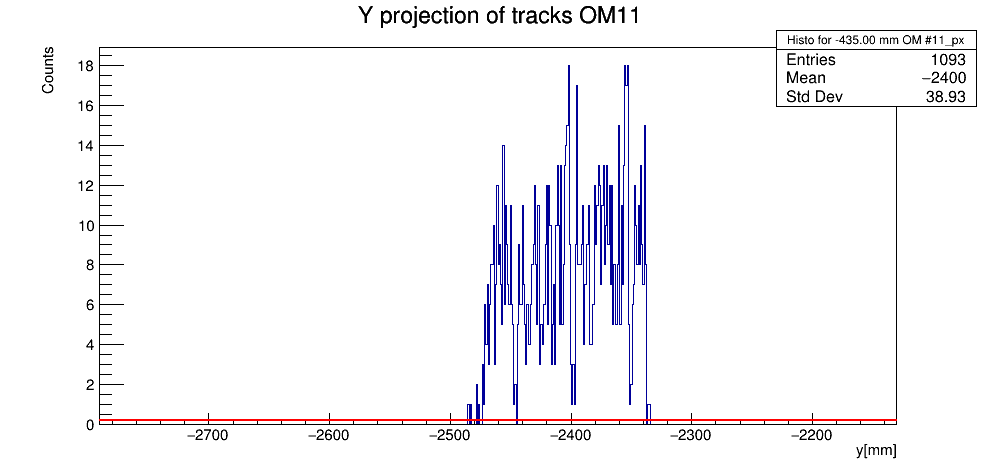 Y projection of tracks OM11
Histo for -435.00 mm OM #11_px
Entries 1093
Mean −2400
Std Dev 38.93
Counts
18
16
14
12
10
8
6
4
2
0
−2700 −2600 −2500 −2400 −2300 −2200
y[mm]